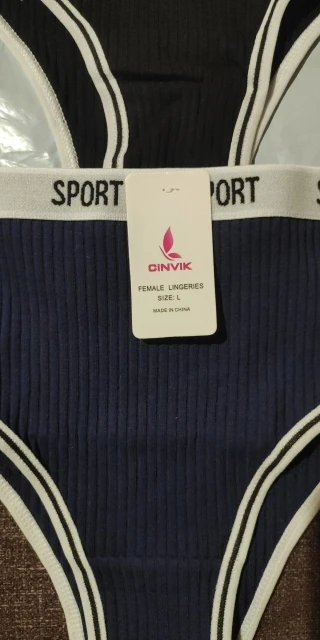 SPORT PORT S
CINVIK
FEMALE LINGERIES
SIZE: L
MADE IN CHINA